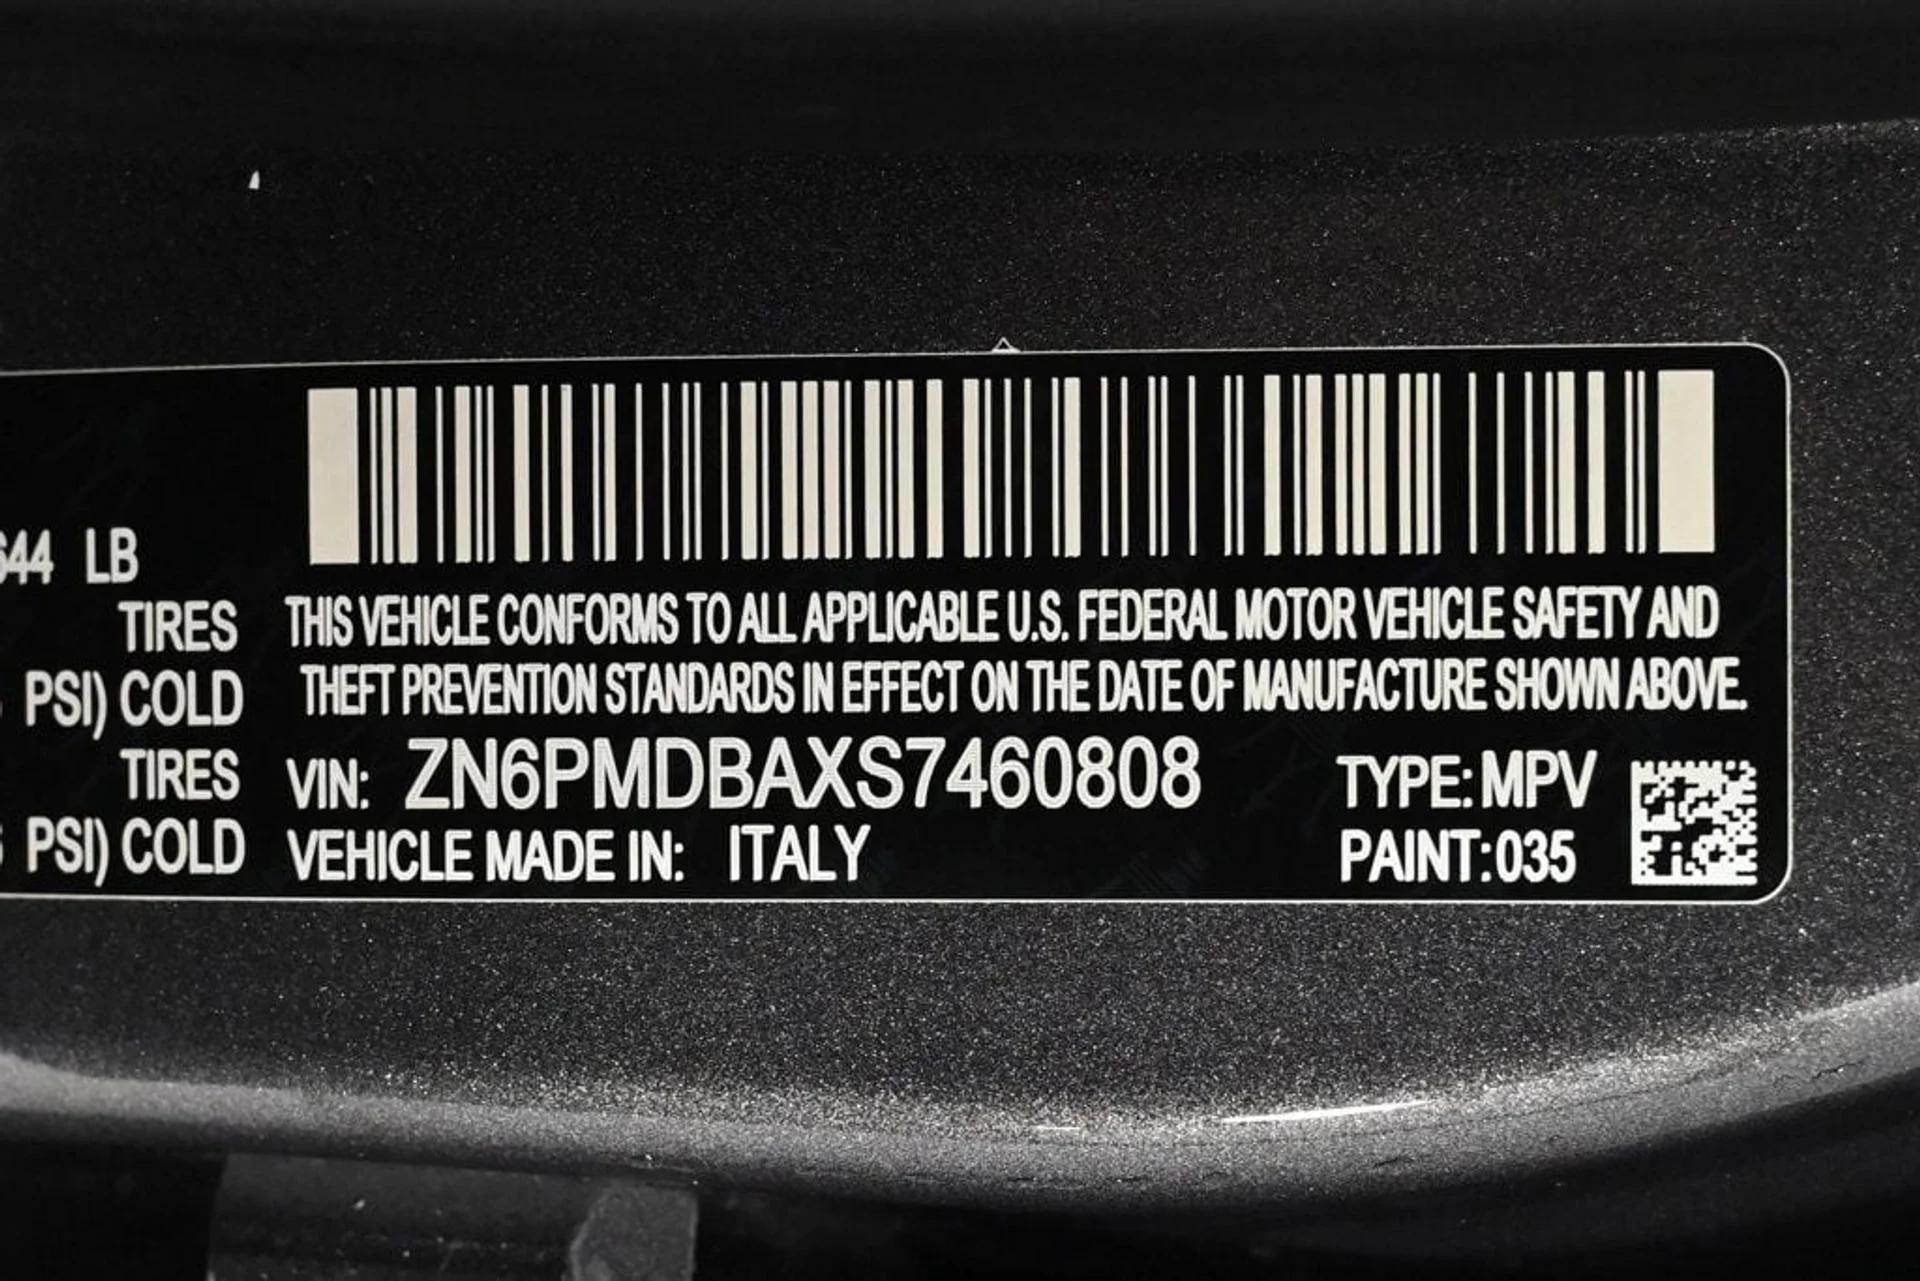 644 LB
TIRES
PSI) COLD
TIRES
PSI) COLD
THIS VEHICLE CONFORMS TO ALL APPLICABLE U.S. FEDERAL MOTOR VEHICLE SAFETY AND
THEFT PREVENTION STANDARDS IN EFFECT ON THE DATE OF MANUFACTURE SHOWN ABOVE.
VIN: ZN6PMDBAXS7460808
TYPE: MPV
VEHICLE MADE IN: ITALY
PAINT:035